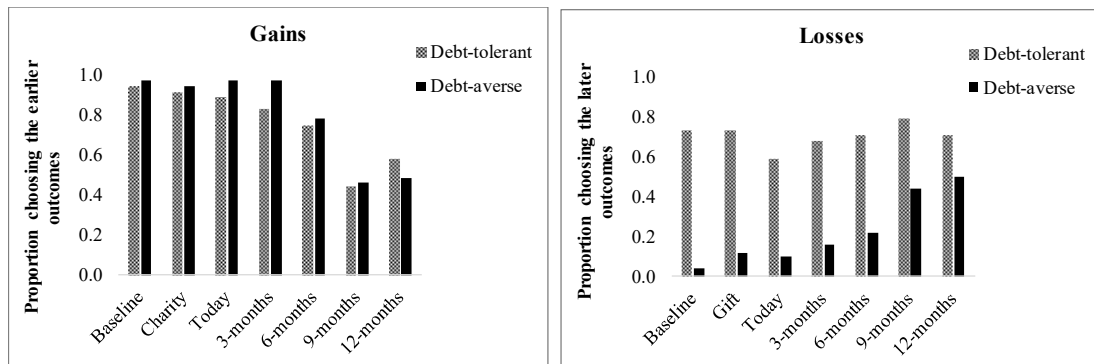 Gains
Debt-tolerant
Debt-averse
Proportion choosing the earlier
outcomes
1.0
0.8
0.6
0.4
0.2
0.0
Baseline
Charity
Today
3-months
6-months
9-months
12-months
Losses
Debt-tolerant
Debt-averse
Proportion choosing the later
outcomes
1.0
0.8
0.6
0.4
0.2
0.0
Baseline
Gift
Today
3-months
6-months
9-months
12-months